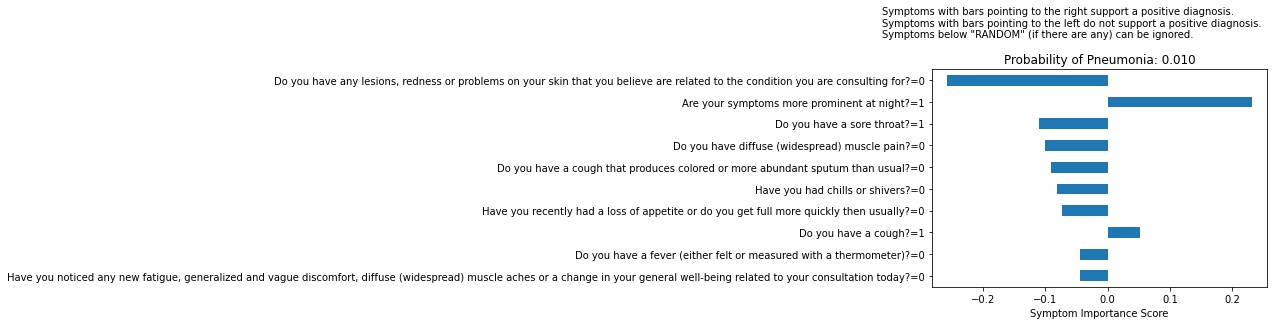 Symptoms with bars pointing to the right support a positive diagnosis.
Symptoms with bars pointing to the left do not support a positive diagnosis.
Symptoms below "RANDOM" (if there are any) can be ignored.
Probability of Pneumonia: 0.010
Do you have any lesions, redness or problems on your skin that you believe are related to the condition you are consulting for?=0
Are your symptoms more prominent at night?=1
Do you have a sore throat?=1
Do you have diffuse (widespread) muscle pain?=0
Do you have a cough that produces colored or more abundant sputum than usual?=0
Have you had chills or shivers?=0
Have you recently had a loss of appetite or do you get full more quickly then usually?=0
Do you have a cough?=1
Do you have a fever (either felt or measured with a thermometer)?=0
Have you noticed any new fatigue, generalized and vague discomfort, diffuse (widespread) muscle aches or a change in your general well-being related to your consultation today?=0
−0.2 −0.1 0.0 0.1 0.2
Symptom Importance Score